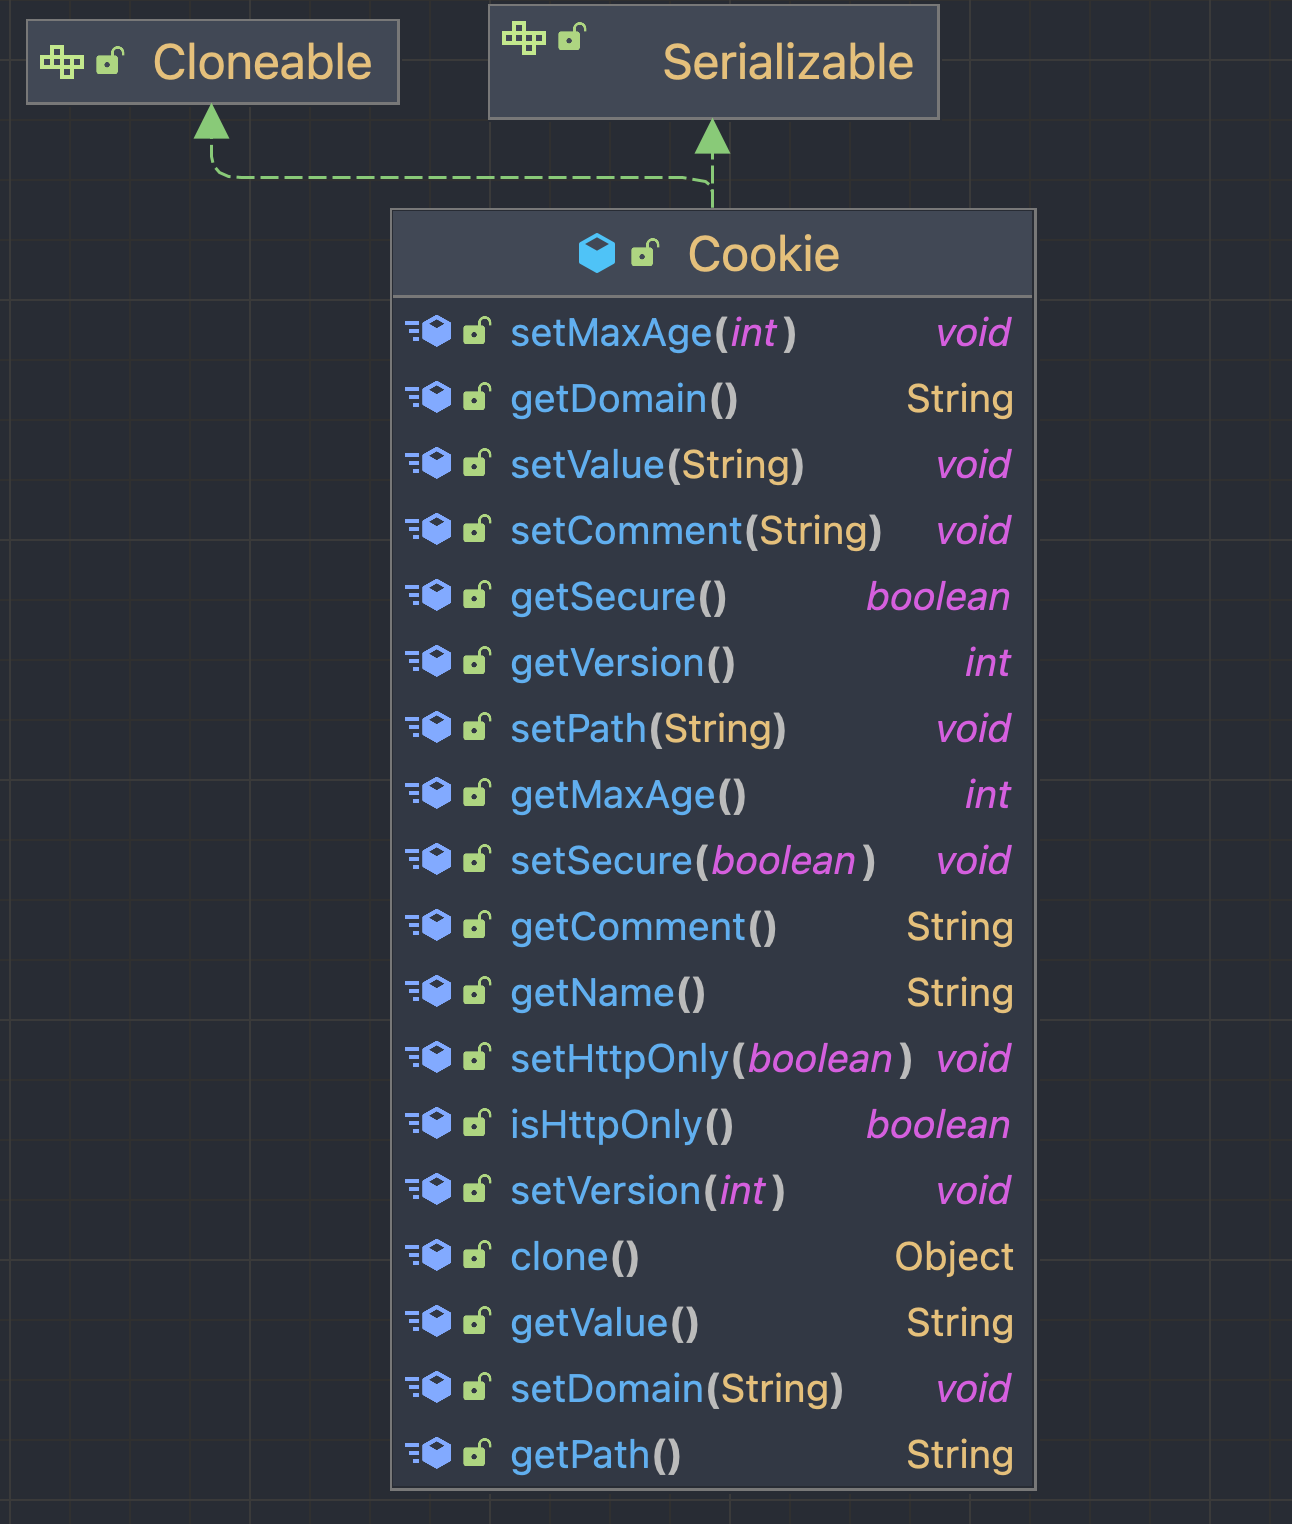 Cloneable
Serializable
Cookie
setMaxAge(int) void
getDomain() String
setValue(String) void
setComment(String) void
getSecure() boolean
getVersion() int
setPath(String) void
getMaxAge() int
setSecure(boolean) void
getComment() String
getName() String
setHttpOnly(boolean) void
isHttpOnly() boolean
setVersion(int) void
clone() Object
getValue() String
setDomain(String) void
getPath() String